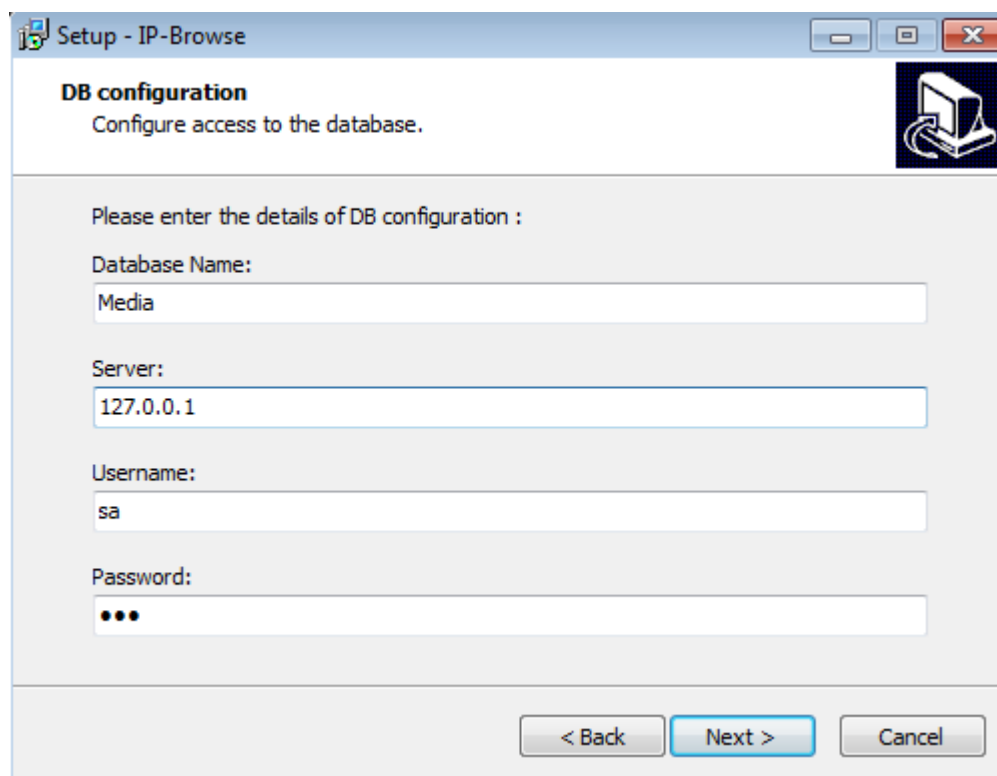 Setup - IP-Browse
DB configuration
Configure access to the database.
Please enter the details of DB configuration :
Database Name:
Media
Server:
127.0.0.1
Username:
sa
Password:
●●●
< Back
Next >
Cancel